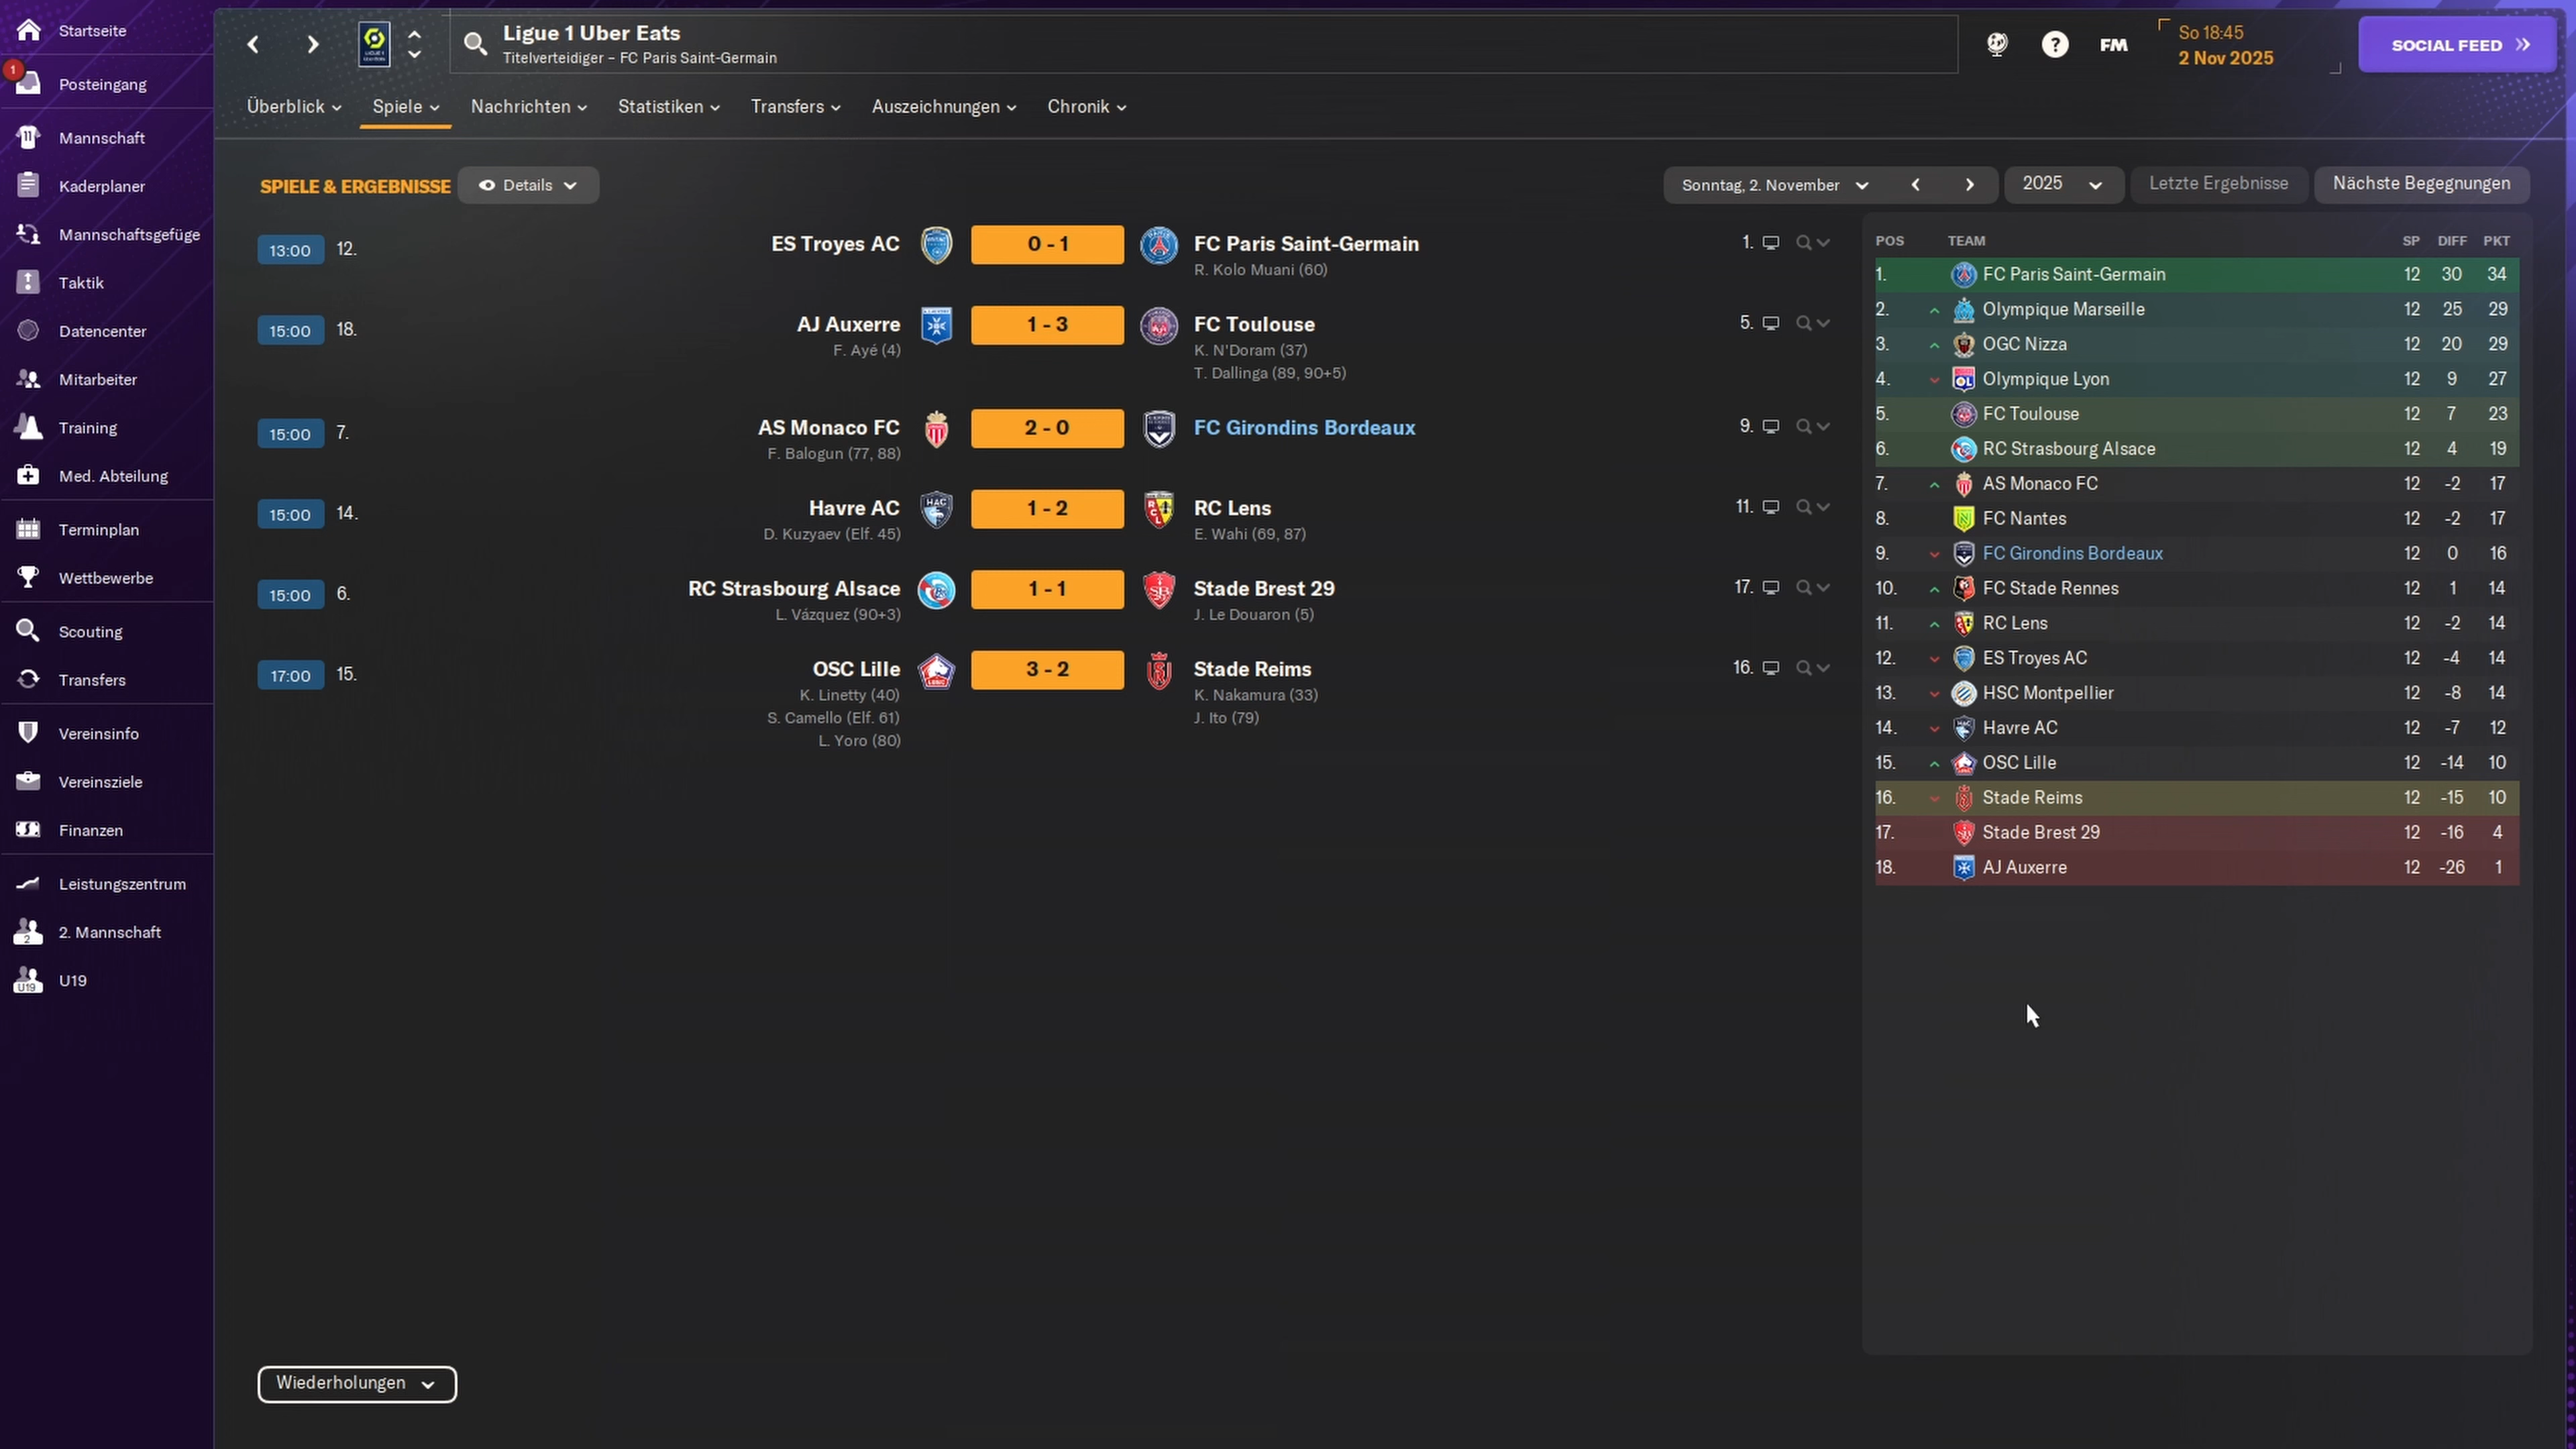 Startseite
1
Posteingang
Mannschaft
Kaderplaner
Mannschaftsgefüge
Taktik
Datencenter
Mitarbeiter
Training
Med. Abteilung
Terminplan
Wettbewerbe
Scouting
Transfers
Vereinsinfo
Vereinsziele
Finanzen
Leistungszentrum
2. Mannschaft
U19
Ligue 1 Uber Eats
Titelverteidiger – FC Paris Saint-Germain
FM
So 18:45
2 Nov 2025
SOCIAL FEED
Überblick Spiele Nachrichten Statistiken Transfers Auszeichnungen Chronik
SPIELE & ERGEBNISSE Details
Sonntag, 2. November 2025 Letzte Ergebnisse Nächste Begegnungen
13:00 12. ES Troyes AC 0 - 1 FC Paris Saint-Germain 1.
R. Kolo Muani (60)
15:00 18. AJ Auxerre 1 - 3 FC Toulouse 5.
F. Ayé (4) K. N'Doram (37)
T. Dallinga (89, 90+5)
15:00 7. AS Monaco FC 2 - 0 FC Girondins Bordeaux 9.
F. Balogun (77, 88)
15:00 14. Havre AC 1 - 2 RC Lens 11.
D. Kuzyaev (Elf. 45) E. Wahi (69, 87)
15:00 6. RC Strasbourg Alsace 1 - 1 Stade Brest 29 17.
L. Vázquez (90+3) J. Le Douaron (5)
17:00 15. OSC Lille 3 - 2 Stade Reims 16.
K. Linetty (40) K. Nakamura (33)
S. Camello (Elf. 61) J. Ito (79)
L. Yoro (80)
POS TEAM SP DIFF PKT
1. FC Paris Saint-Germain 12 30 34
2. Olympique Marseille 12 25 29
3. OGC Nizza 12 20 29
4. Olympique Lyon 12 9 27
5. FC Toulouse 12 7 23
6. RC Strasbourg Alsace 12 4 19
7. AS Monaco FC 12 -2 17
8. FC Nantes 12 -2 17
9. FC Girondins Bordeaux 12 0 16
10. FC Stade Rennes 12 1 14
11. RC Lens 12 -2 14
12. ES Troyes AC 12 -4 14
13. HSC Montpellier 12 -8 14
14. Havre AC 12 -7 12
15. OSC Lille 12 -14 10
16. Stade Reims 12 -15 10
17. Stade Brest 29 12 -16 4
18. AJ Auxerre 12 -26 1
Wiederholungen